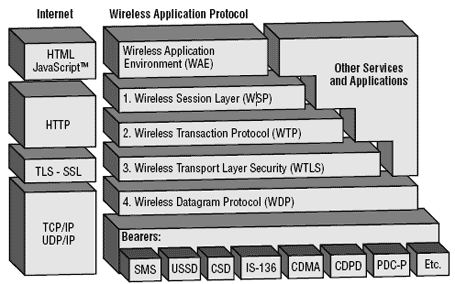 Internet
Wireless Application Protocol
HTML
JavaScript™
HTTP
TLS - SSL
TCP/IP
UDP/IP
Wireless Application
Environment (WAE)
Other Services
and Applications
1. Wireless Session Layer (WSP)
2. Wireless Transaction Protocol (WTP)
3. Wireless Transport Layer Security (WTLS)
4. Wireless Datagram Protocol (WDP)
Bearers:
SMS
USSD
CSD
IS-136
CDMA
CDPD
PDC-P
Etc.